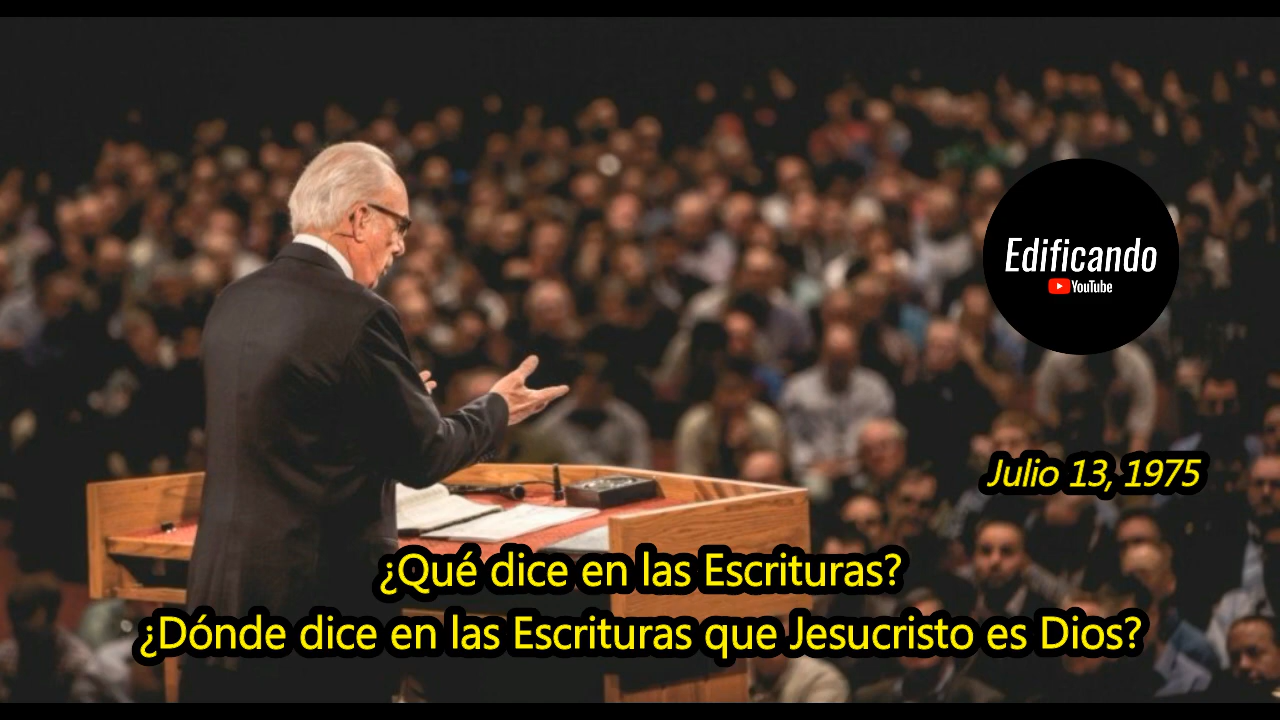 Edificando
YouTube
Julio 13, 1975
¿Qué dice en las Escrituras?
¿Dónde dice en las Escrituras que Jesucristo es Dios?